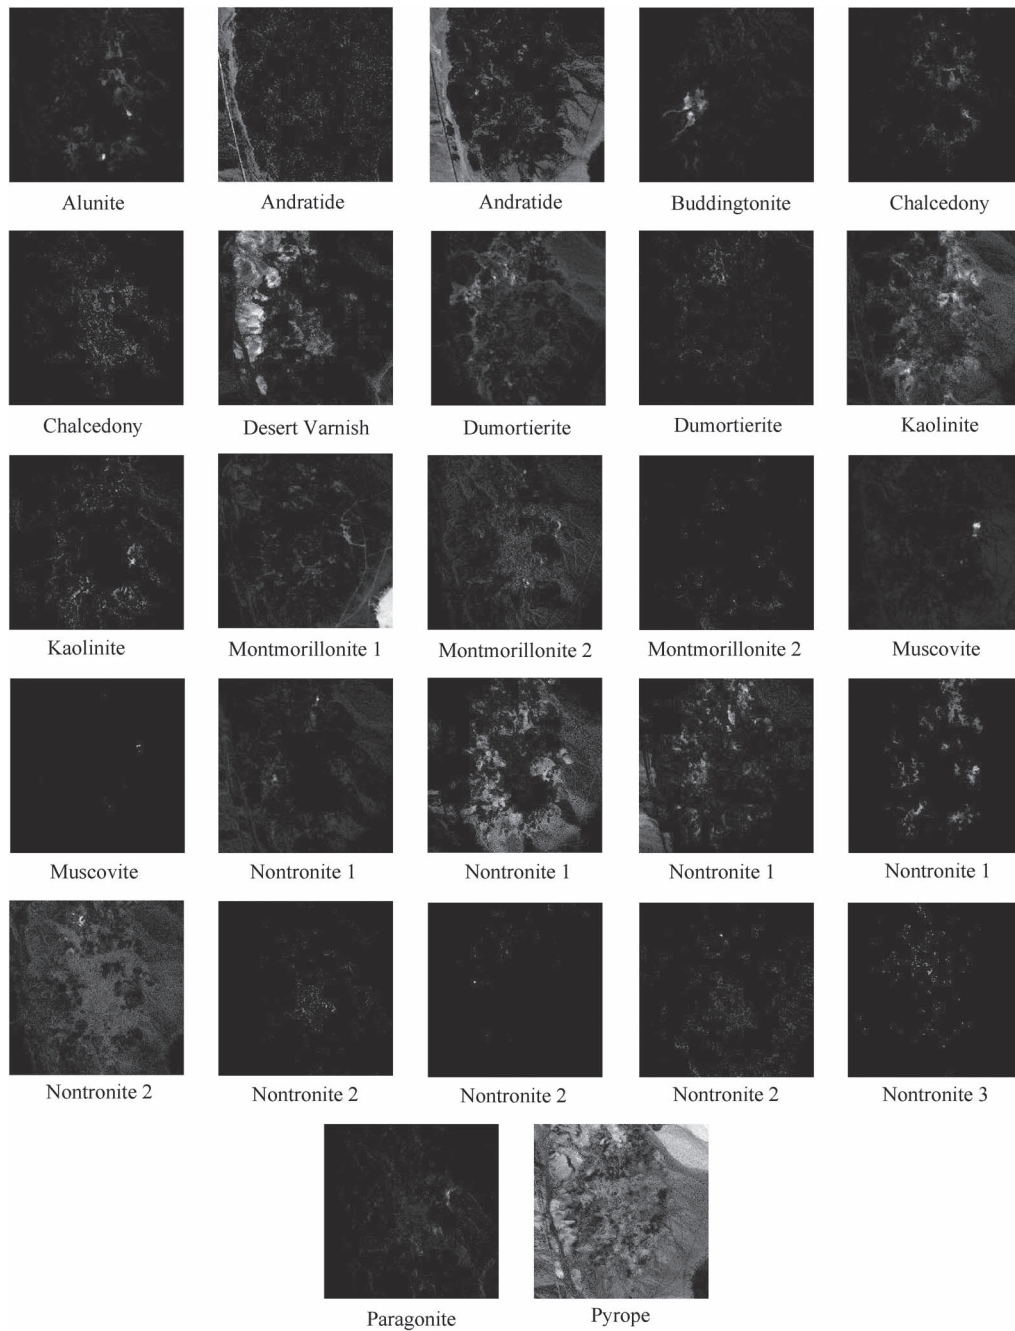 Alunite
Andratide
Andratide
Buddingtonite
Chalcedony
Chalcedony
Desert Varnish
Dumortierite
Dumortierite
Kaolinite
Kaolinite
Montmorillonite 1
Montmorillonite 2
Montmorillonite 2
Muscovite
Muscovite
Nontronite 1
Nontronite 1
Nontronite 1
Nontronite 1
Nontronite 2
Nontronite 2
Nontronite 2
Nontronite 2
Nontronite 3
Paragonite
Pyrope